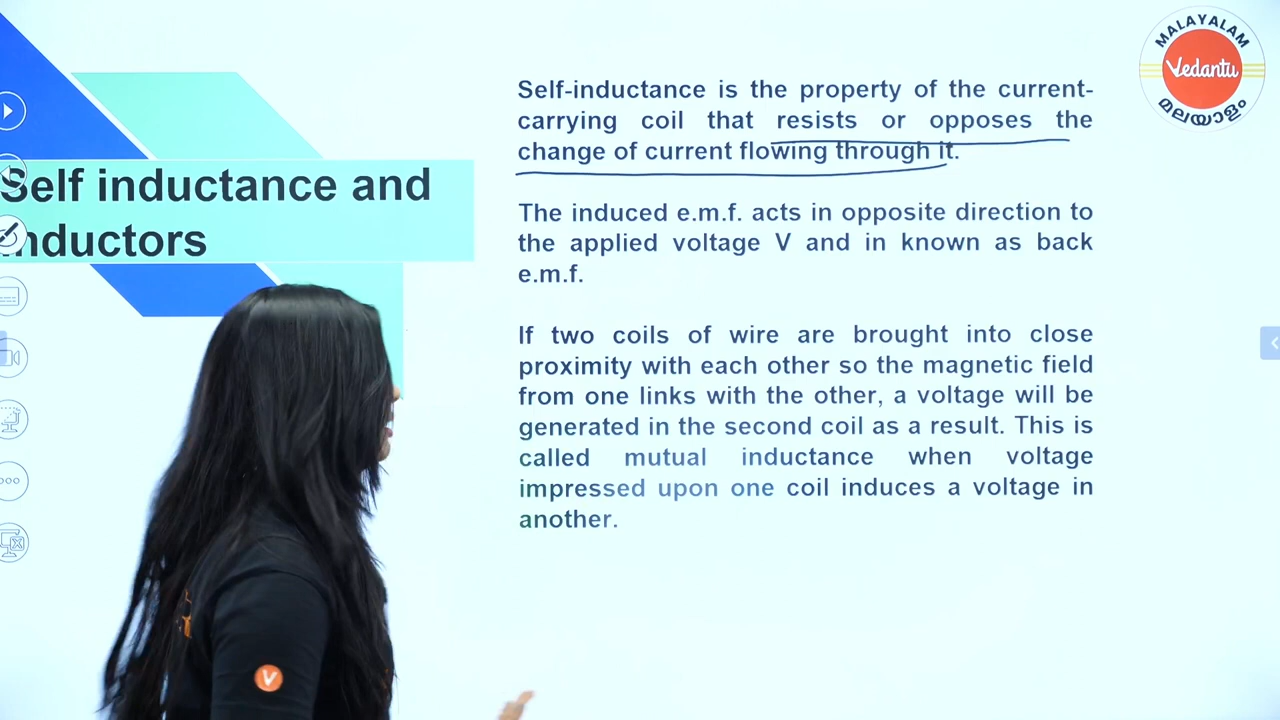 MALAYALAM
Vedantu
മലയാളം
Self inductance and
inductors
Self-inductance is the property of the current-
carrying coil that resists or opposes the
change of current flowing through it.
The induced e.m.f. acts in opposite direction to
the applied voltage V and in known as back
e.m.f.
If two coils of wire are brought into close
proximity with each other so the magnetic field
from one links with the other, a voltage will be
generated in the second coil as a result. This is
called mutual inductance when voltage
impressed upon one coil induces a voltage in
another.
V